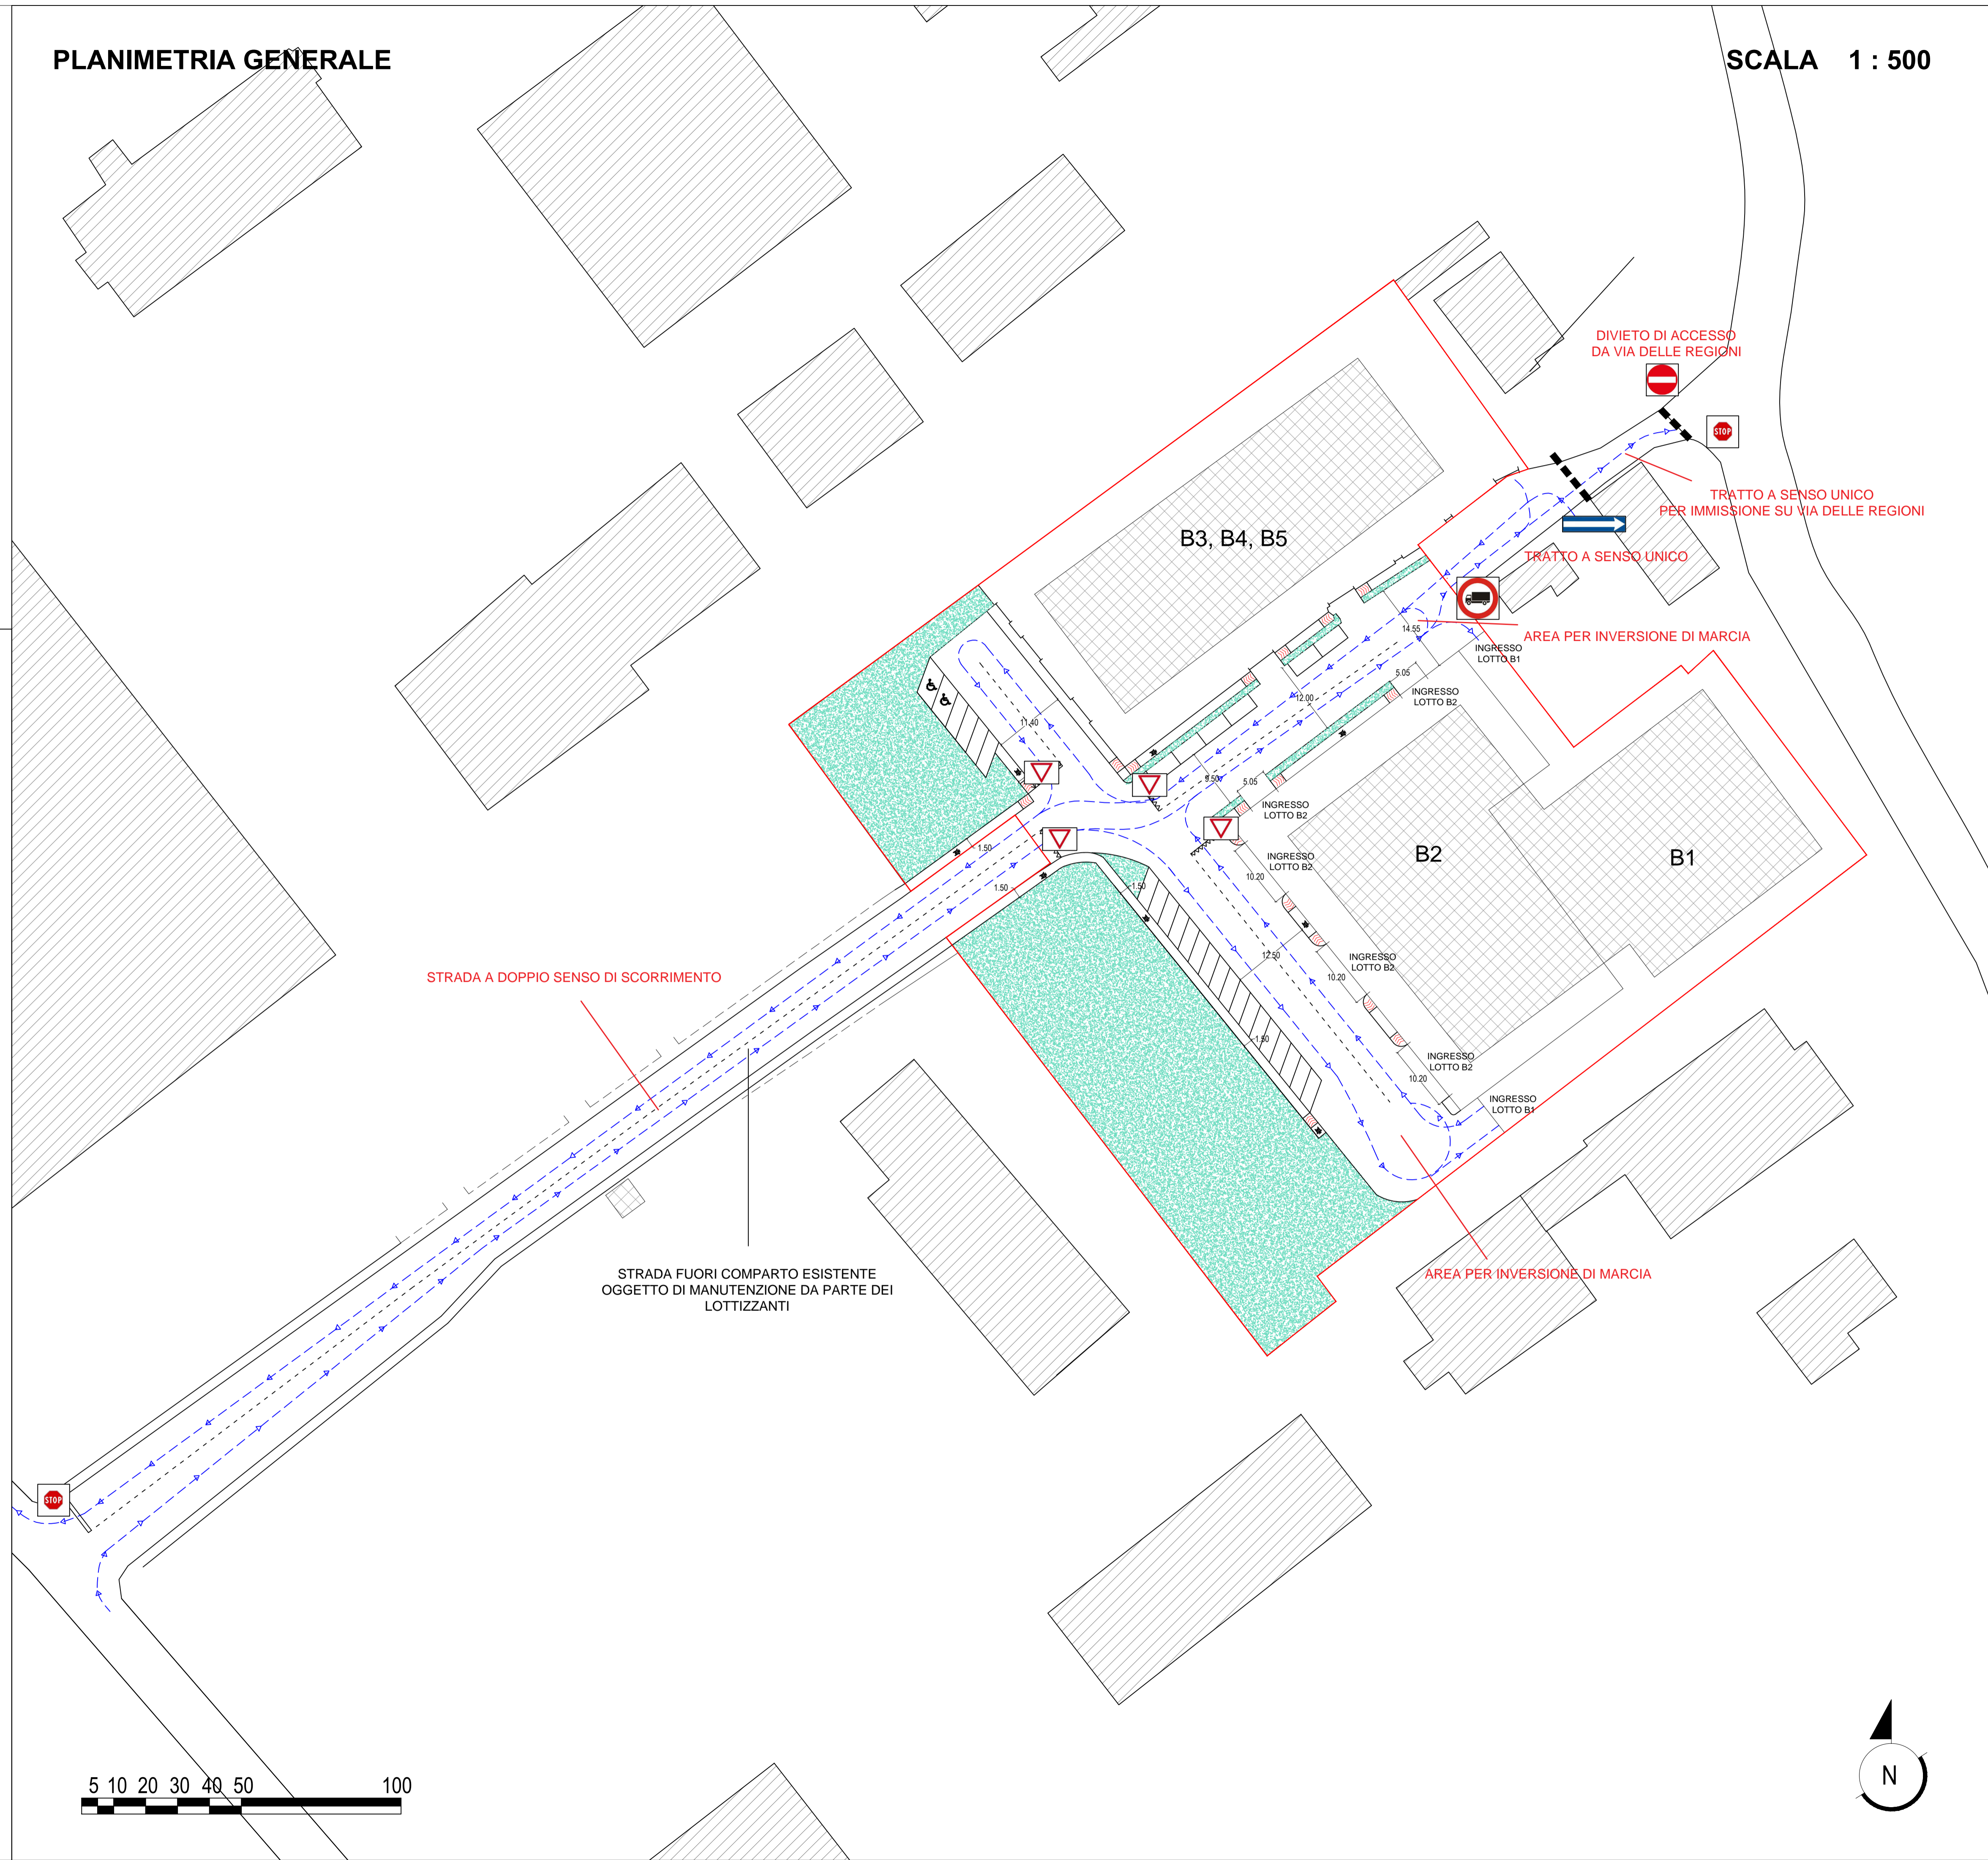 PLANIMETRIA GENERALE
SCALA 1 : 500
DIVIETO DI ACCESSO
DA VIA DELLE REGIONI
STOP
TRATTO A SENSO UNICO
PER IMMISSIONE SU VIA DELLE REGIONI
TRATTO A SENSO UNICO
B3, B4, B5
AREA PER INVERSIONE DI MARCIA
14.55
INGRESSO
LOTTO B1
5.05
INGRESSO
LOTTO B2
12.00
11.40
9.50
5.05
INGRESSO
LOTTO B2
1.50
INGRESSO
LOTTO B2
10.20
B2
B1
1.50
1.50
12.50
INGRESSO
LOTTO B2
10.20
STRADA A DOPPIO SENSO DI SCORRIMENTO
1.50
INGRESSO
LOTTO B2
10.20
INGRESSO
LOTTO B1
STRADA FUORI COMPARTO ESISTENTE
OGGETTO DI MANUTENZIONE DA PARTE DEI
LOTTIZZANTI
AREA PER INVERSIONE DI MARCIA
STOP
5 10 20 30 40 50 100
N